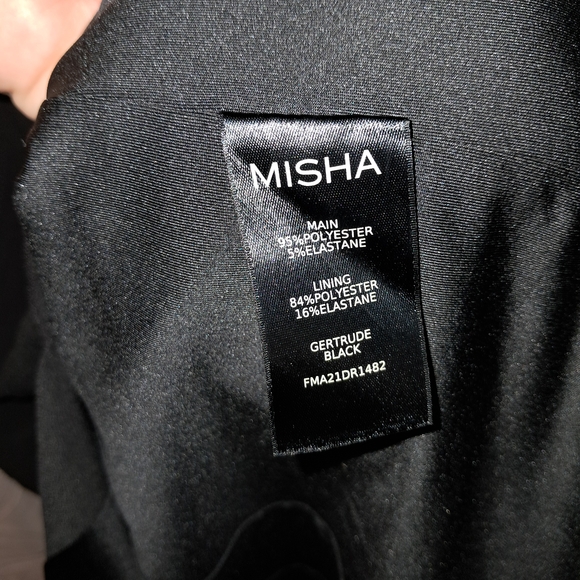 MISHA
MAIN
95%POLYESTER
5%ELASTANE
LINING
84%POLYESTER
16%ELASTANE
GERTRUDE
BLACK
FMA21DR1482